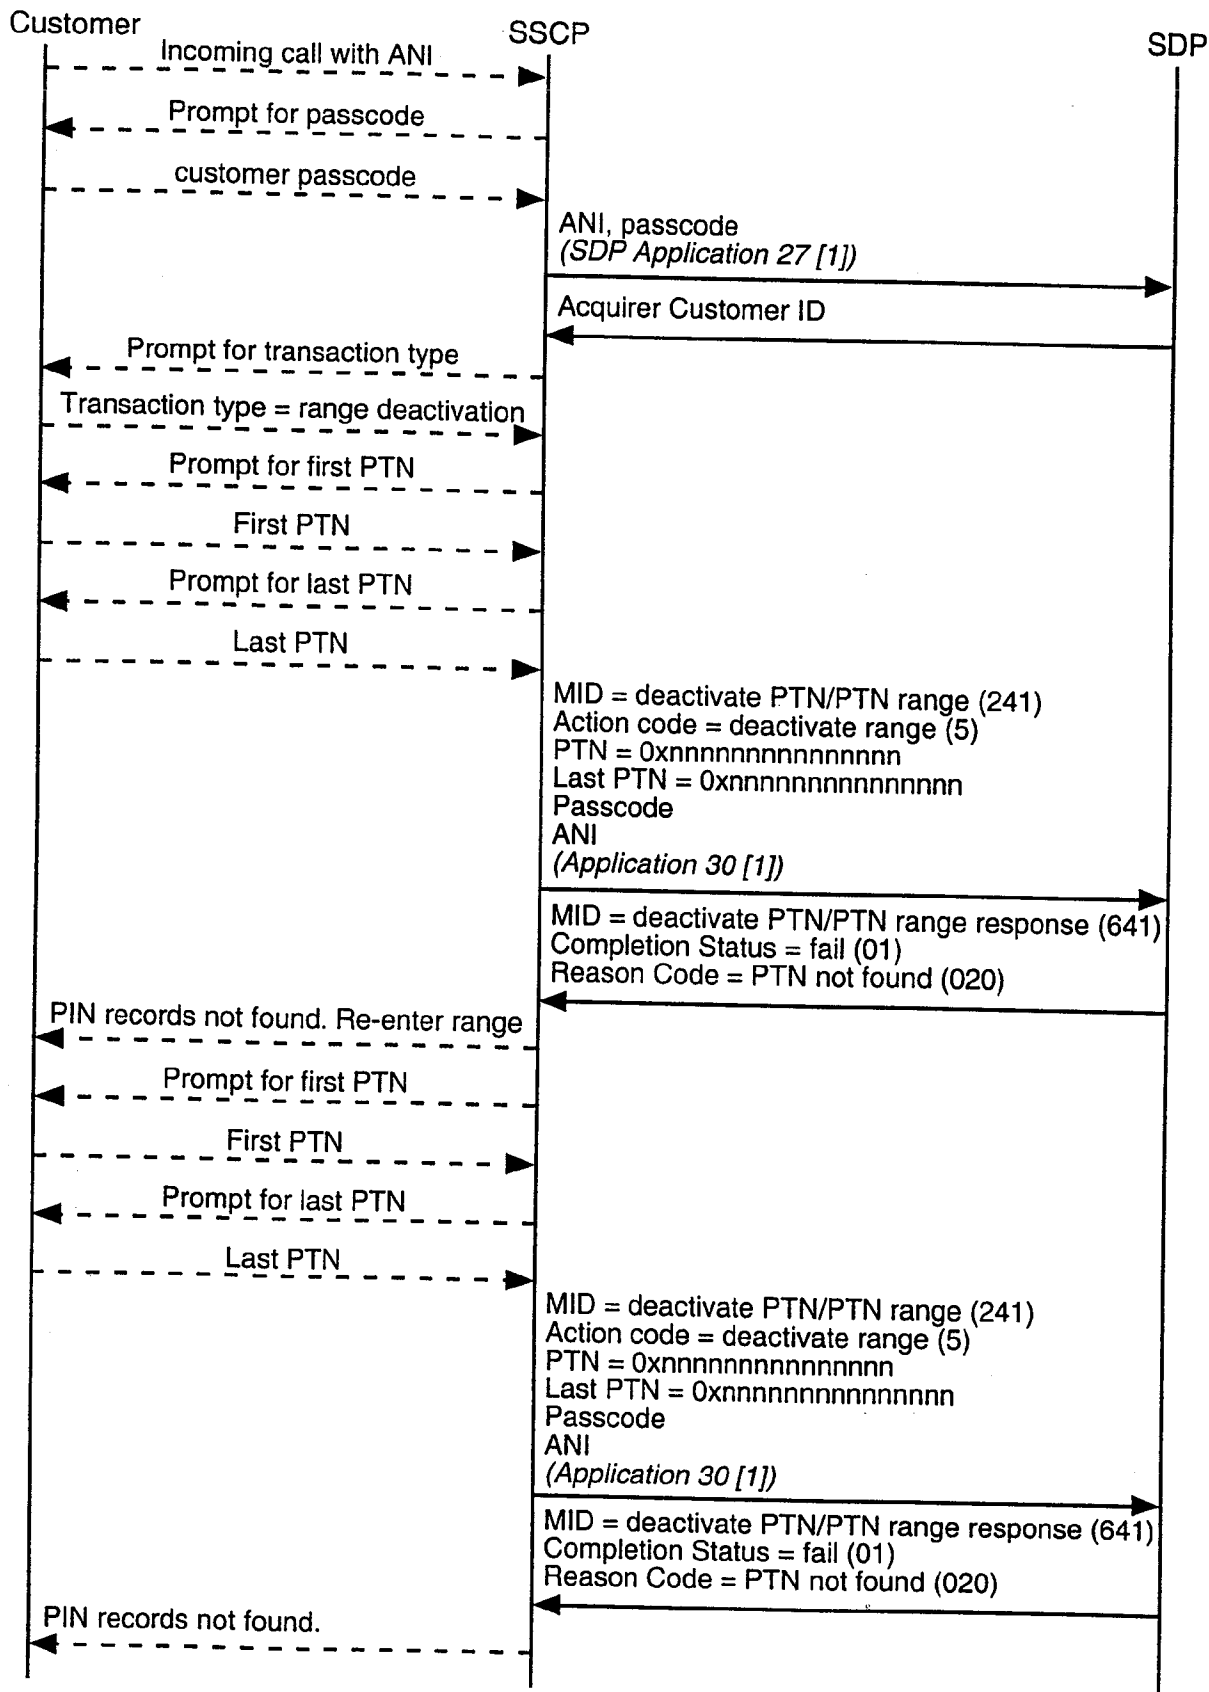 Customer
SSCP
SDP
Incoming call with ANI
Prompt for passcode
customer passcode
ANI, passcode
(SDP Application 27 [1])
Acquirer Customer ID
Prompt for transaction type
Transaction type = range deactivation
Prompt for first PTN
First PTN
Prompt for last PTN
Last PTN
MID = deactivate PTN/PTN range (241)
Action code = deactivate range (5)
PTN = 0xnnnnnnnnnnnnnnnn
Last PTN = 0xnnnnnnnnnnnnnnnn
Passcode
ANI
(Application 30 [1])
MID = deactivate PTN/PTN range response (641)
Completion Status = fail (01)
Reason Code = PTN not found (020)
PIN records not found. Re-enter range
Prompt for first PTN
First PTN
Prompt for last PTN
Last PTN
MID = deactivate PTN/PTN range (241)
Action code = deactivate range (5)
PTN = 0xnnnnnnnnnnnnnnnn
Last PTN = 0xnnnnnnnnnnnnnnnn
Passcode
ANI
(Application 30 [1])
MID = deactivate PTN/PTN range response (641)
Completion Status = fail (01)
Reason Code = PTN not found (020)
PIN records not found.